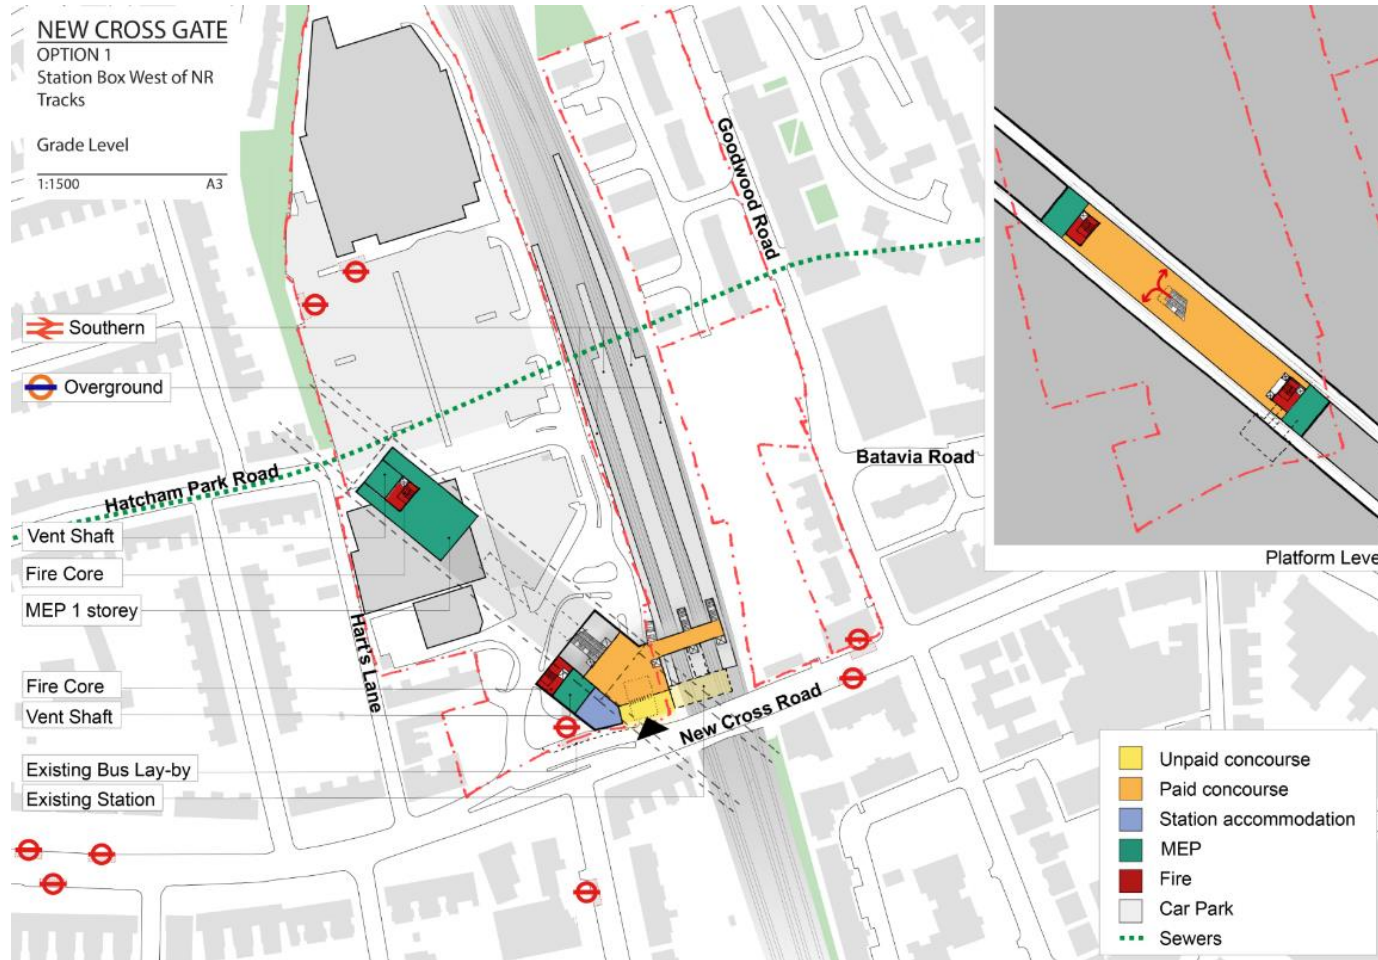 NEW CROSS GATE
OPTION 1
Station Box West of NR
Tracks
Grade Level
1:1500 A3
Goodwood Road
Southern
Overground
Batavia Road
Hatcham Park Road
Vent Shaft
Fire Core
MEP 1 storey
Hart's Lane
Fire Core
Vent Shaft
New Cross Road
Existing Bus Lay-by
Existing Station
Platform Leve
Unpaid concourse
Paid concourse
Station accommodation
MEP
Fire
Car Park
Sewers